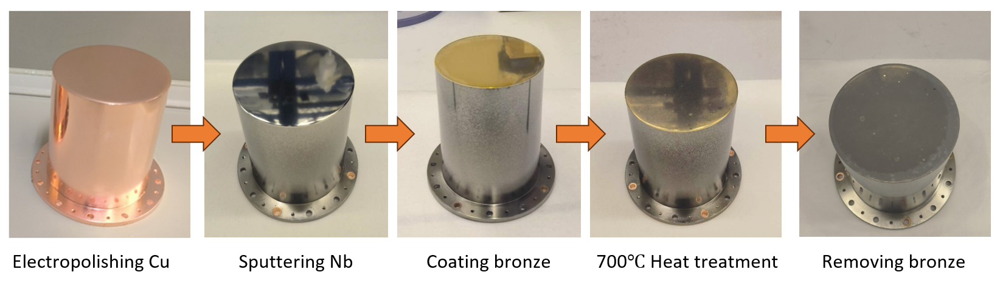 Electropolishing Cu
Sputtering Nb
Coating bronze
700℃ Heat treatment
Removing bronze